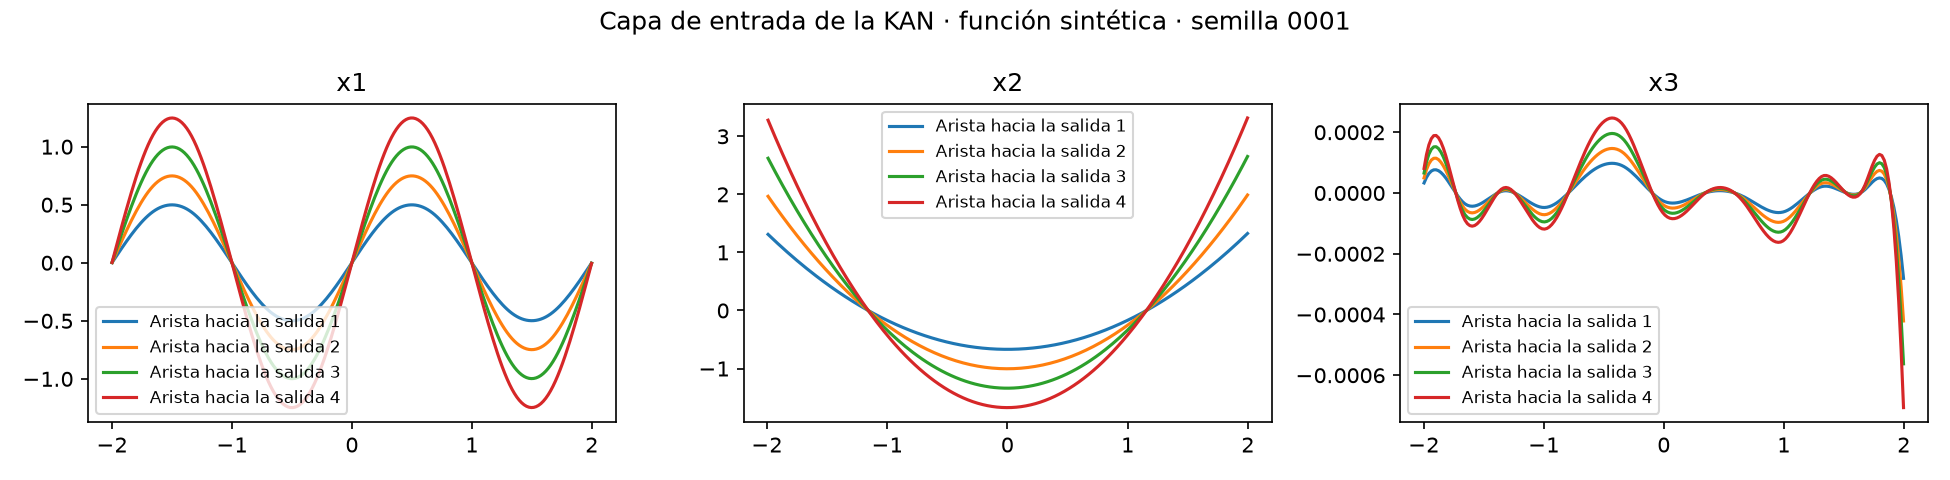 Capa de entrada de la KAN · función sintética · semilla 0001
x1
1.0
0.5
0.0
−0.5
−1.0
−2
−1
0
1
2
Arista hacia la salida 1
Arista hacia la salida 2
Arista hacia la salida 3
Arista hacia la salida 4
x2
3
2
1
0
−1
−2
−1
0
1
2
Arista hacia la salida 1
Arista hacia la salida 2
Arista hacia la salida 3
Arista hacia la salida 4
x3
0.0002
0.0000
−0.0002
−0.0004
−0.0006
−2
−1
0
1
2
Arista hacia la salida 1
Arista hacia la salida 2
Arista hacia la salida 3
Arista hacia la salida 4